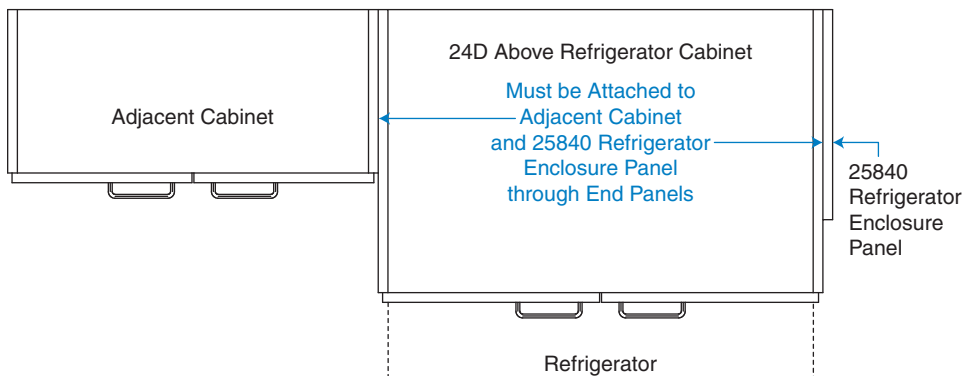 24D Above Refrigerator Cabinet
Adjacent Cabinet
Must be Attached to
Adjacent Cabinet
and 25840 Refrigerator
Enclosure Panel
through End Panels
25840
Refrigerator
Enclosure
Panel
Refrigerator